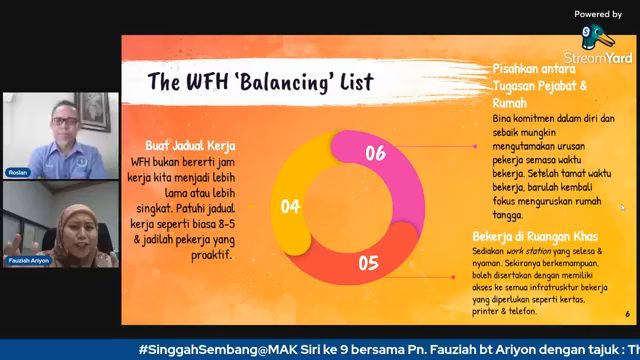 Powered by
StreamYard
The WFH ‘Balancing’ List
Pisahkan antara
Tugasan Pejabat &
Rumah
Bina komitmen dalam diri dan
sebaik mungkin
mengutamakan urusan
pekerja semasa waktu
bekerja. Setelah tamat waktu
bekerja, barulah kembali
fokus menguruskan rumah
tangga.
Buat Jadual Kerja
WFH bukan bererti jam
kerja kita menjadi lebih
lama atau lebih
singkat. Patuhi jadual
kerja seperti biasa 8-5
& jadilah pekerja yang
proaktif.
06
04
05
Bekerja di Ruangan Khas
Sediakan work station yang selesa &
nyaman. Sekiranya berkemampuan,
boleh disertakan dengan memiliki
akses ke semua infrastruktur bekerja
yang diperlukan seperti kertas,
printer & telefon.
6
Roslan
Fauziah Ariyon
#SinggahSembang@MAK Siri ke 9 bersama Pn. Fauziah bt Ariyon dengan tajuk : Th